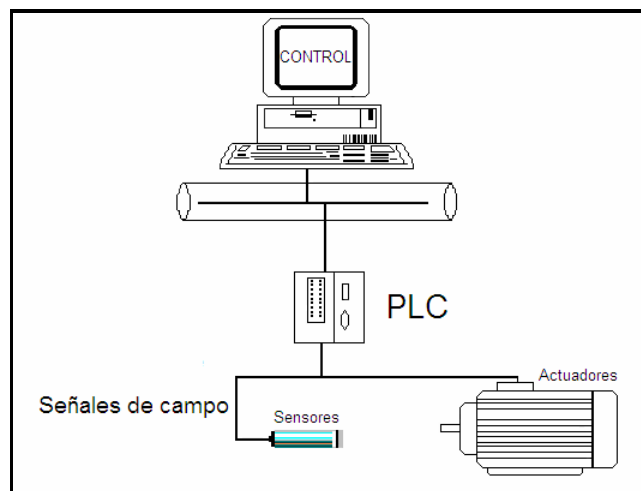 CONTROL
PLC
Actuadores
Señales de campo
Sensores